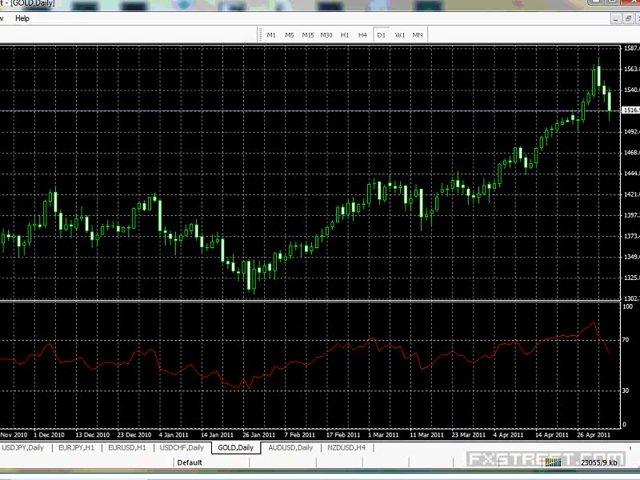 t - [GOLD,Daily]
w Help
M1 M5 M15 M30 H1 H4 D1 W1 MN
1587.
1563.
1540.
1516.
1492.
1468.
1444.
1421.
1397.
1373.
1349.
1325.
1302.
100
70
30
0
Nov 2010 1 Dec 2010 13 Dec 2010 23 Dec 2010 4 Jan 2011 14 Jan 2011 26 Jan 2011 7 Feb 2011 16 Feb 2011 1 Mar 2011 11 Mar 2011 23 Mar 2011 4 Apr 2011 14 Apr 2011 26 Apr 2011
USDJPY,Daily EURJPY,H1 EURUSD,H1 USDCHF,Daily GOLD,Daily AUDUSD,Daily NZDUSD,H4
Default 23055/9 kb
FXSTREET.COM